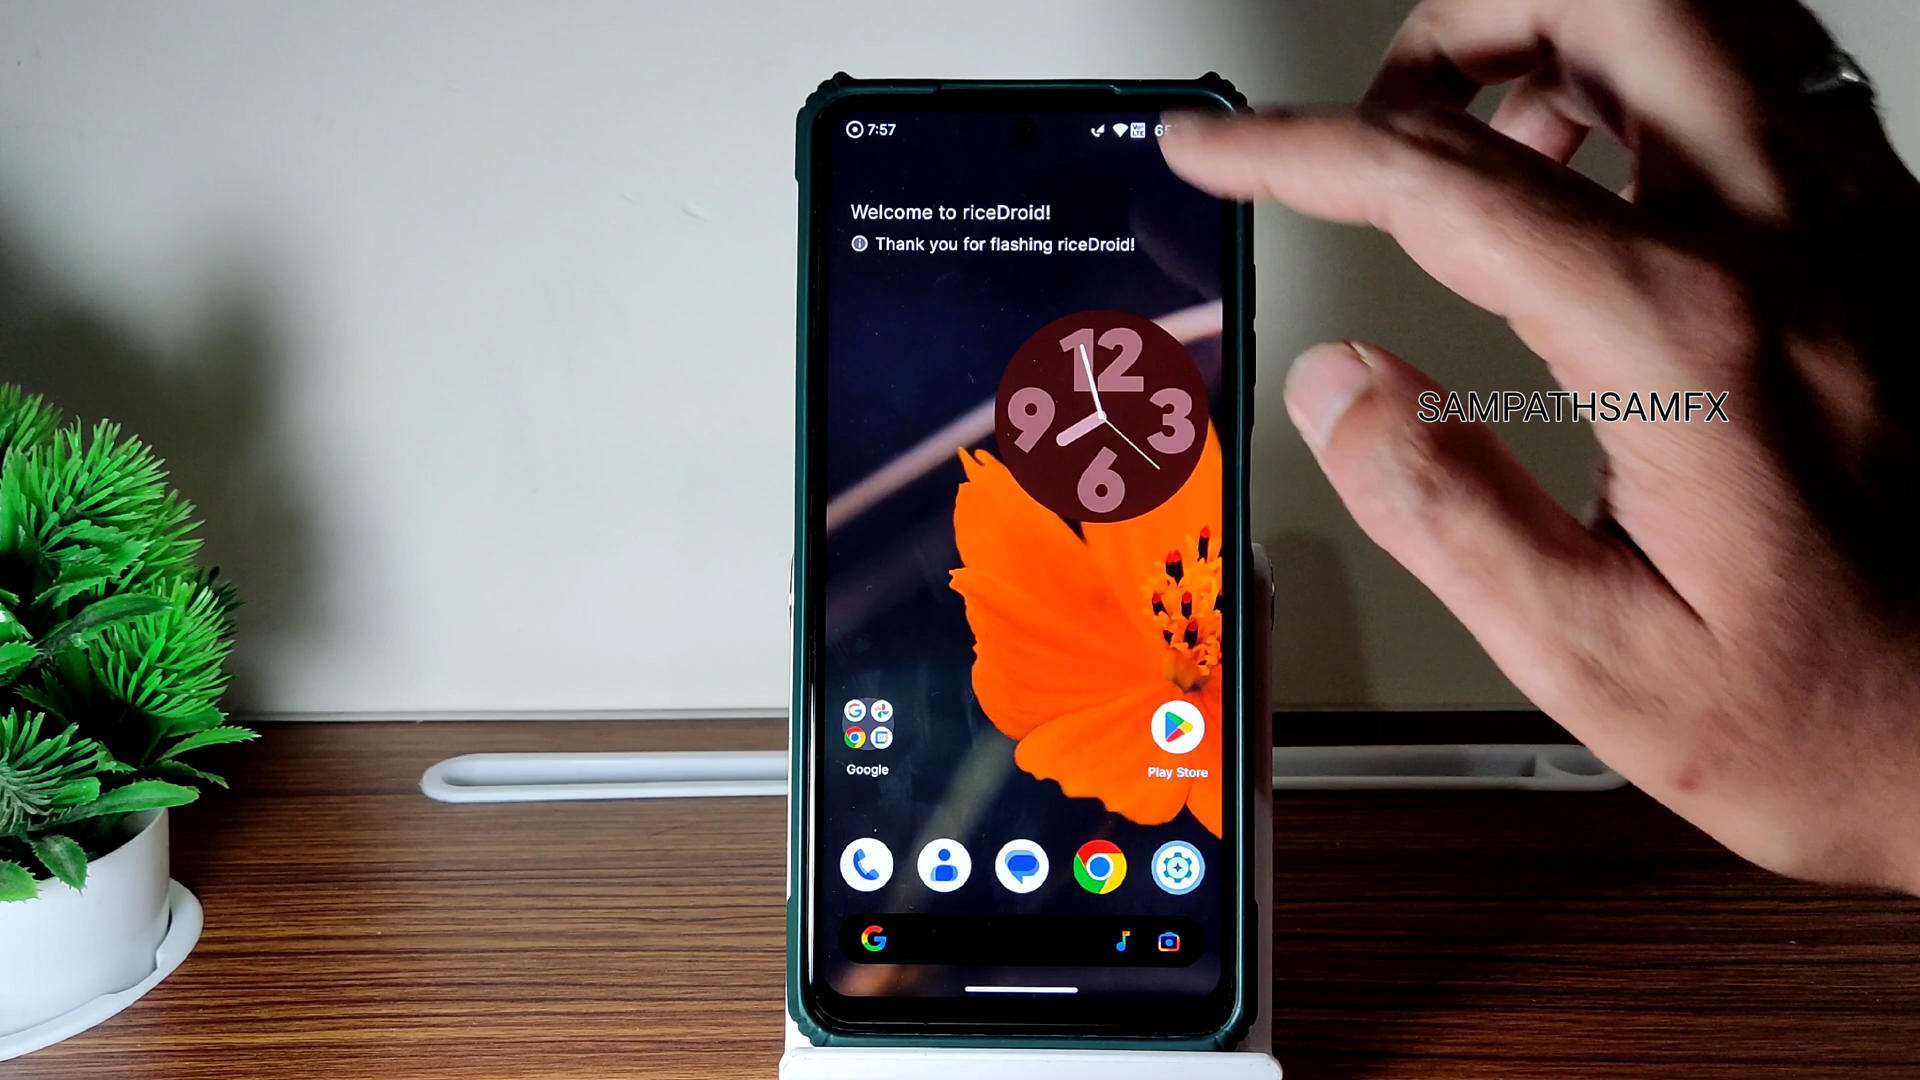 7:57
Welcome to riceDroid!
Thank you for flashing riceDroid!
12
9 3
6
SAMPATHSAMFX
Google
Play Store